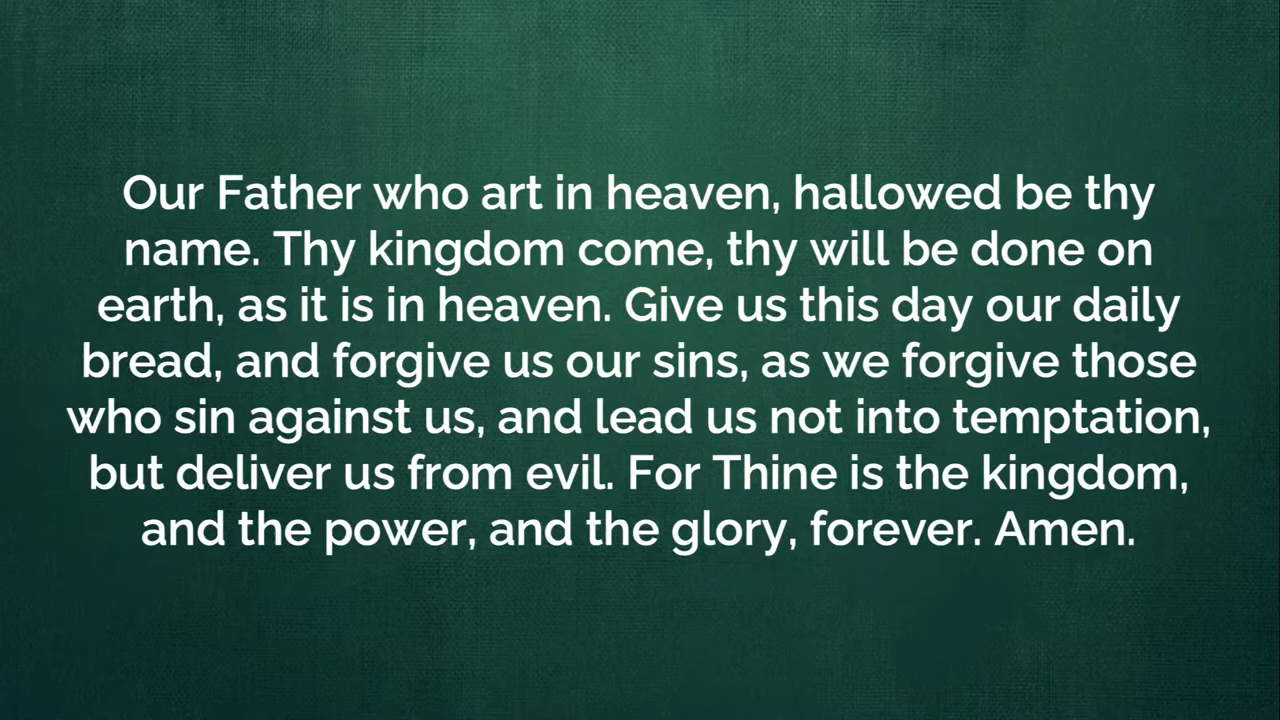 Our Father who art in heaven, hallowed be thy
name. Thy kingdom come, thy will be done on
earth, as it is in heaven. Give us this day our daily
bread, and forgive us our sins, as we forgive those
who sin against us, and lead us not into temptation,
but deliver us from evil. For Thine is the kingdom,
and the power, and the glory, forever. Amen.